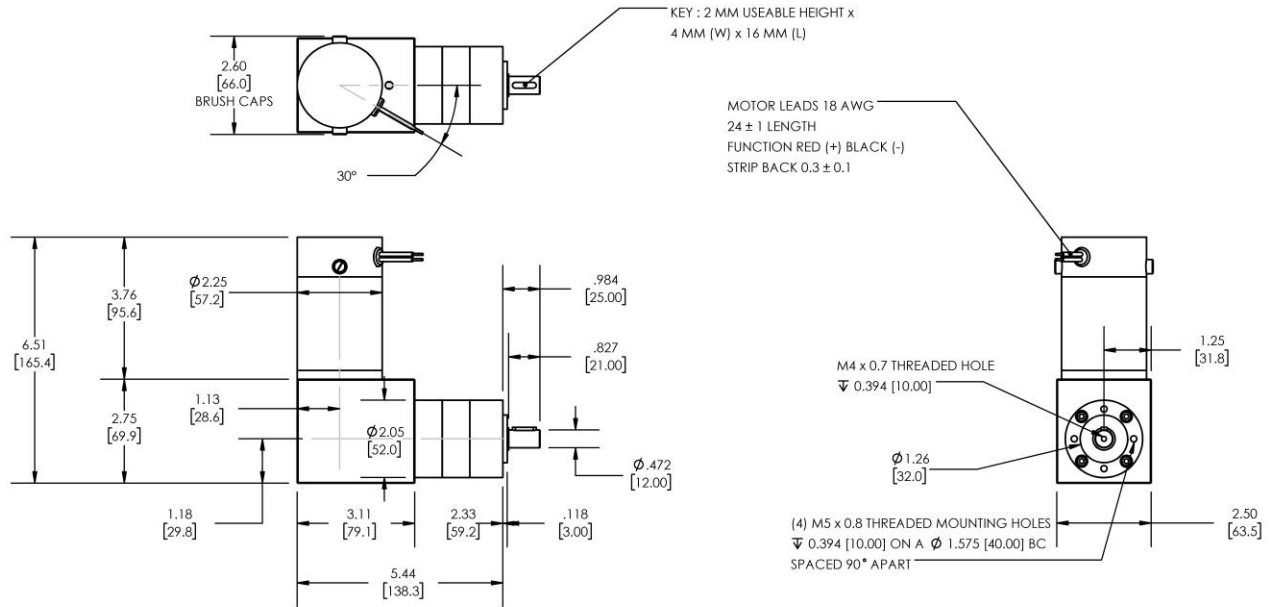 KEY : 2 MM USEABLE HEIGHT x
4 MM (W) x 16 MM (L)
2.60
[66.0]
BRUSH CAPS
30°
MOTOR LEADS 18 AWG
24 ± 1 LENGTH
FUNCTION RED (+) BLACK (-)
STRIP BACK 0.3 ± 0.1
6.51
[165.4]
3.76
[95.6]
2.75
[69.9]
Ø2.25
[57.2]
1.13
[28.6]
Ø2.05
[52.0]
.984
[25.00]
.827
[21.00]
Ø.472
[12.00]
1.18
[29.8]
3.11
[79.1]
2.33
[59.2]
.118
[3.00]
5.44
[138.3]
1.25
[31.8]
M4 x 0.7 THREADED HOLE
↧ 0.394 [10.00]
Ø1.26
[32.0]
(4) M5 x 0.8 THREADED MOUNTING HOLES
↧ 0.394 [10.00] ON A Ø 1.575 [40.00] BC
SPACED 90° APART
2.50
[63.5]